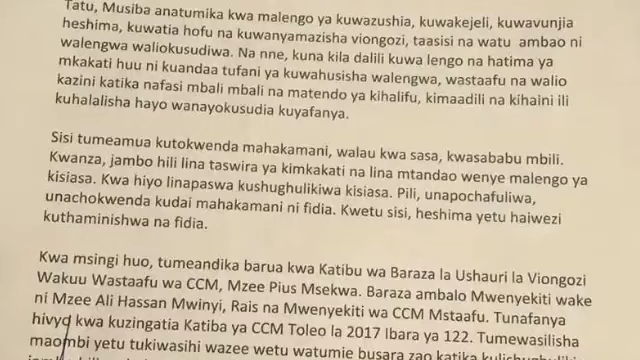 Tatu, Musiba anatumika kwa malengo ya kuwazushia, kuwakejeli, kuwavunjia
heshima, kuwatia hofu na kuwanyamazisha viongozi, taasisi na watu ambao ni
walengwa waliokusudiwa. Na nne, kuna kila dalili kuwa lengo na hatima ya
mkakati huu ni kuandaa tufani ya kuwahusisha walengwa, wastaafu na walio
kazini katika nafasi mbali mbali na matendo ya kihalifu, kimaadili na kihaini ili
kuhalalisha hayo wanayokusudia kuyafanya.
Sisi tumeamua kutokwenda mahakamani, walau kwa sasa, kwasababu mbili.
Kwanza, jambo hili lina taswira ya kimkakati na lina mtandao wenye malengo ya
kisiasa. Kwa hiyo linapaswa kushughulikiwa kisiasa. Pili, unapochafuliwa,
unachokwenda kudai mahakamani ni fidia. Kwetu sisi, heshima yetu haiwezi
kuthaminishwa na fidia.
Kwa msingi huo, tumeandika barua kwa Katibu wa Baraza la Ushauri la Viongozi
Wakuu Wastaafu wa CCM, Mzee Pius Msekwa. Baraza ambalo Mwenyekiti wake
ni Mzee Ali Hassan Mwinyi, Rais na Mwenyekiti wa CCM Mstaafu. Tunafanya
hivyo kwa kuzingatia Katiba ya CCM Toleo la 2017 Ibara ya 122. Tumewasilisha
maombi yetu tukiwasihi wazee wetu watumie busara zao katika